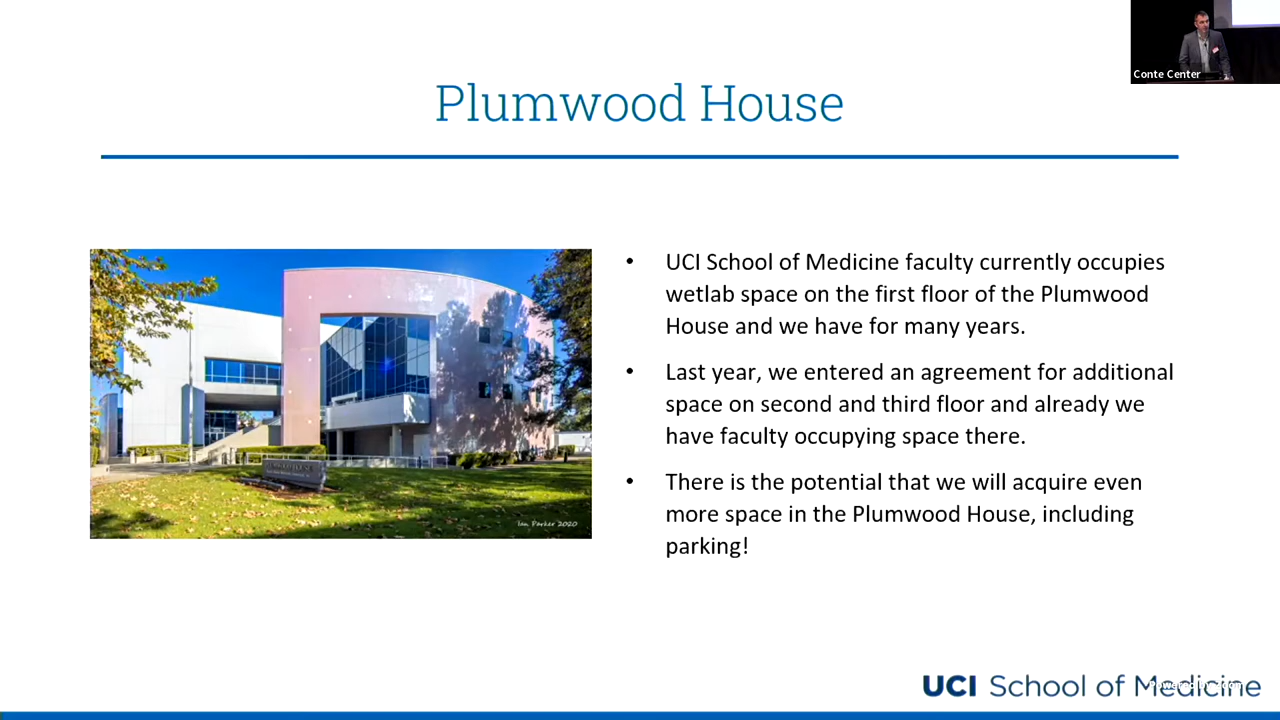 Conte Center
Plumwood House
UCI School of Medicine faculty currently occupies
wetlab space on the first floor of the Plumwood
House and we have for many years.
Last year, we entered an agreement for additional
space on second and third floor and already we
have faculty occupying space there.
There is the potential that we will acquire even
more space in the Plumwood House, including
parking!
Ian Parker 2020
UCI School of Medicine